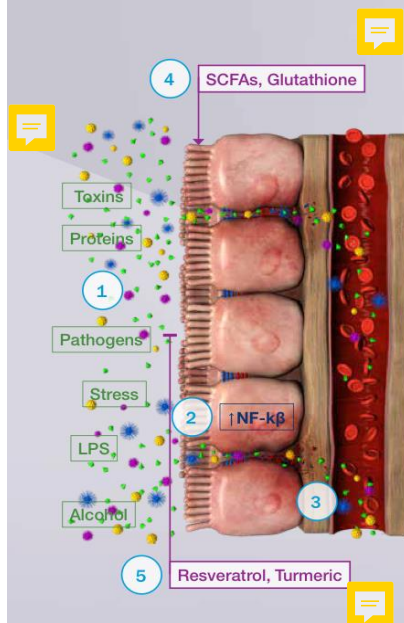 4 SCFAs, Glutathione
Toxins
Proteins
1
Pathogens
Stress
2 ↑NF-kβ
LPS
3
Alcohol
5 Resveratrol, Turmeric